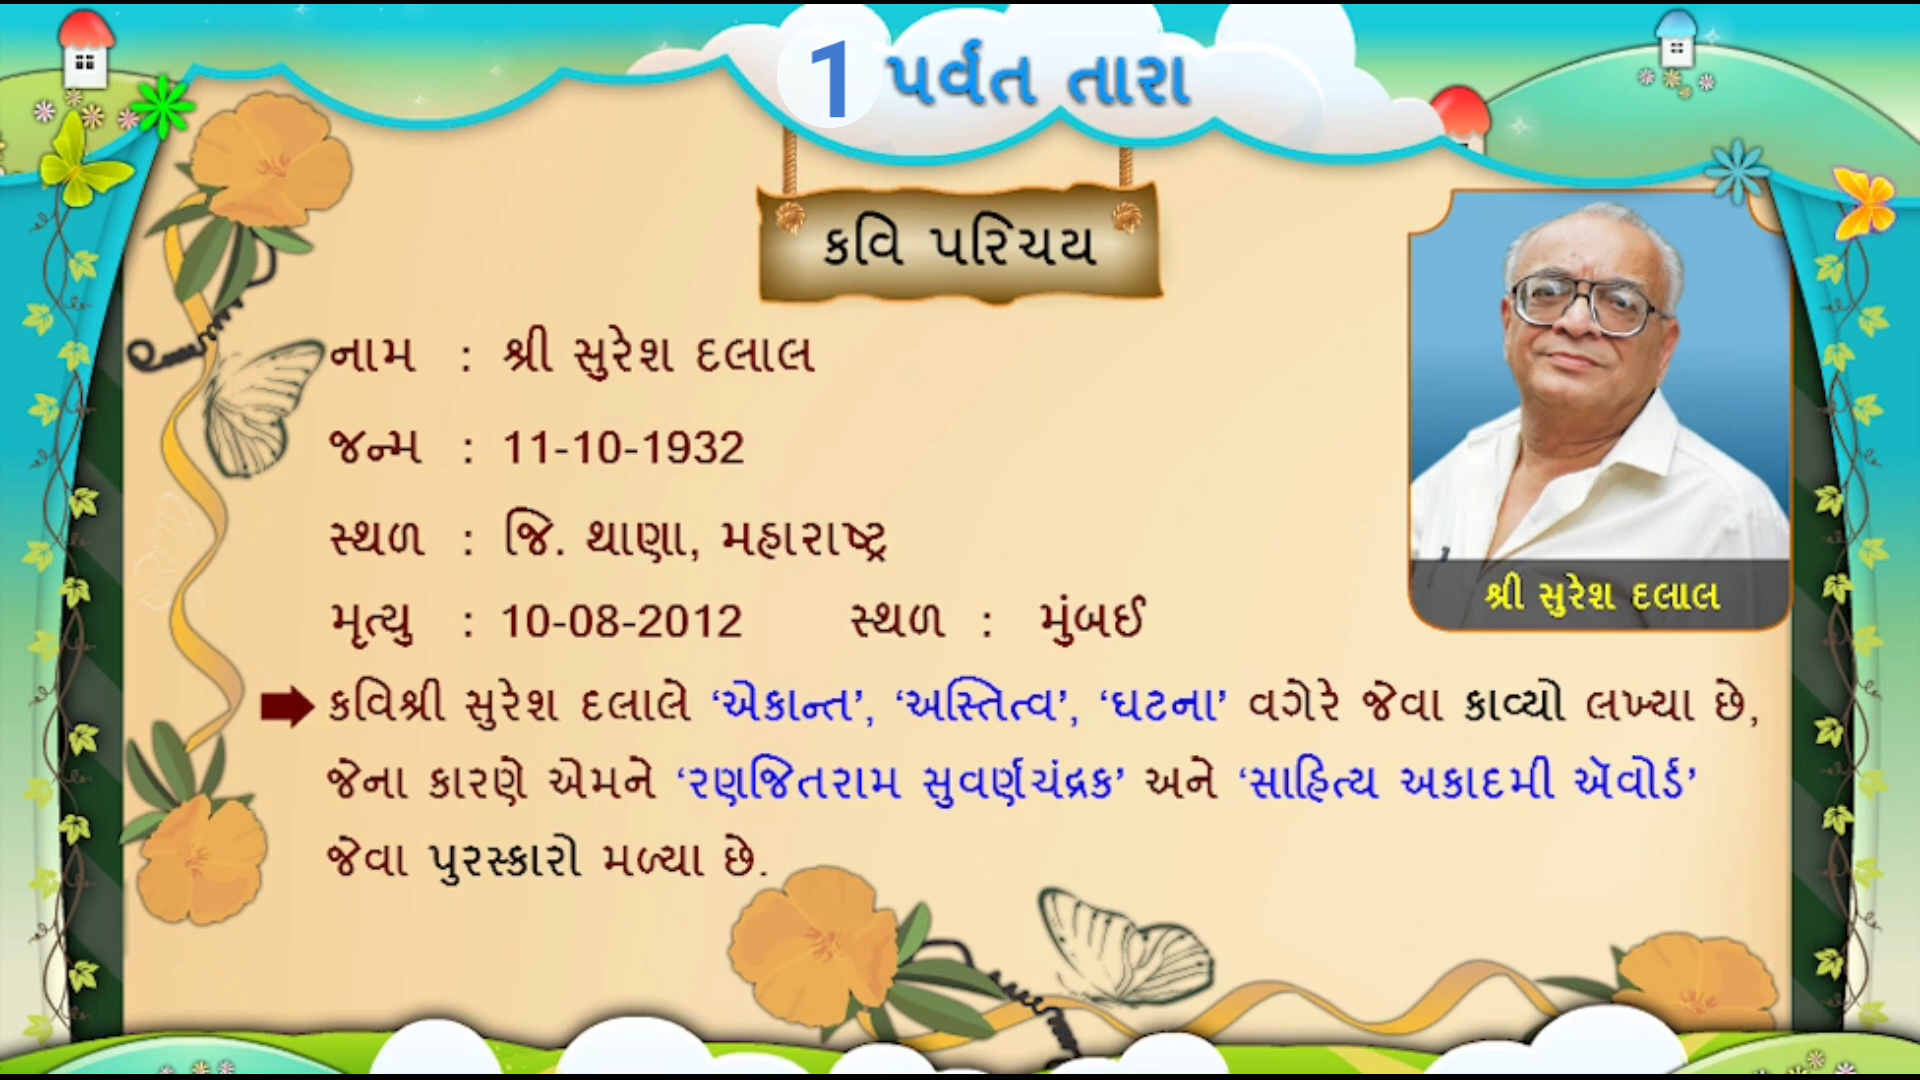 1 પર્વત તારા
કવિ પરિચય
નામ : શ્રી સુરેશ દલાલ
જન્મ : 11-10-1932
સ્થળ : જિ. થાણા, મહારાષ્ટ્ર
મૃત્યુ : 10-08-2012 સ્થળ : મુંબઈ
શ્રી સુરેશ દલાલ
કવિશ્રી સુરેશ દલાલે ‘એકાન્ત’, ‘અસ્તિત્વ’, ‘ઘટના’ વગેરે જેવા કાવ્યો લખ્યા છે,
જેના કારણે એમને ‘રણજિતરામ સુવર્ણચંદ્રક’ અને ‘સાહિત્ય અકાદમી ઍવોર્ડ’
જેવા પુરસ્કારો મળ્યા છે.